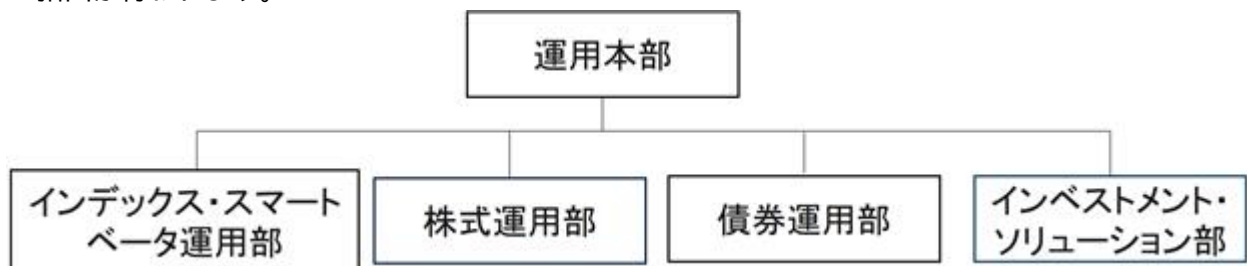 運用本部
インデックス・スマート
ベータ運用部
株式運用部
債券運用部
インベストメント・
ソリューション部